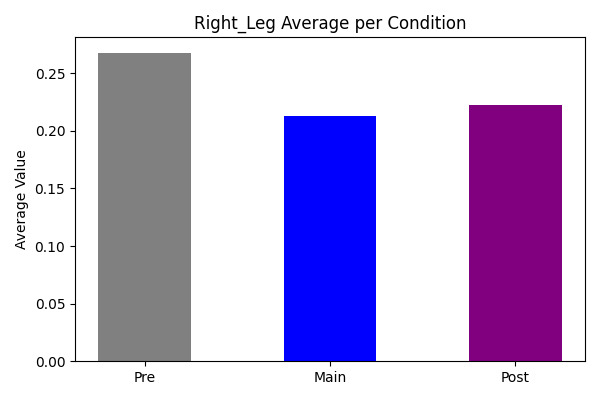 Right_Leg Average per Condition
Average Value
0.25
0.20
0.15
0.10
0.05
0.00
Pre
Main
Post